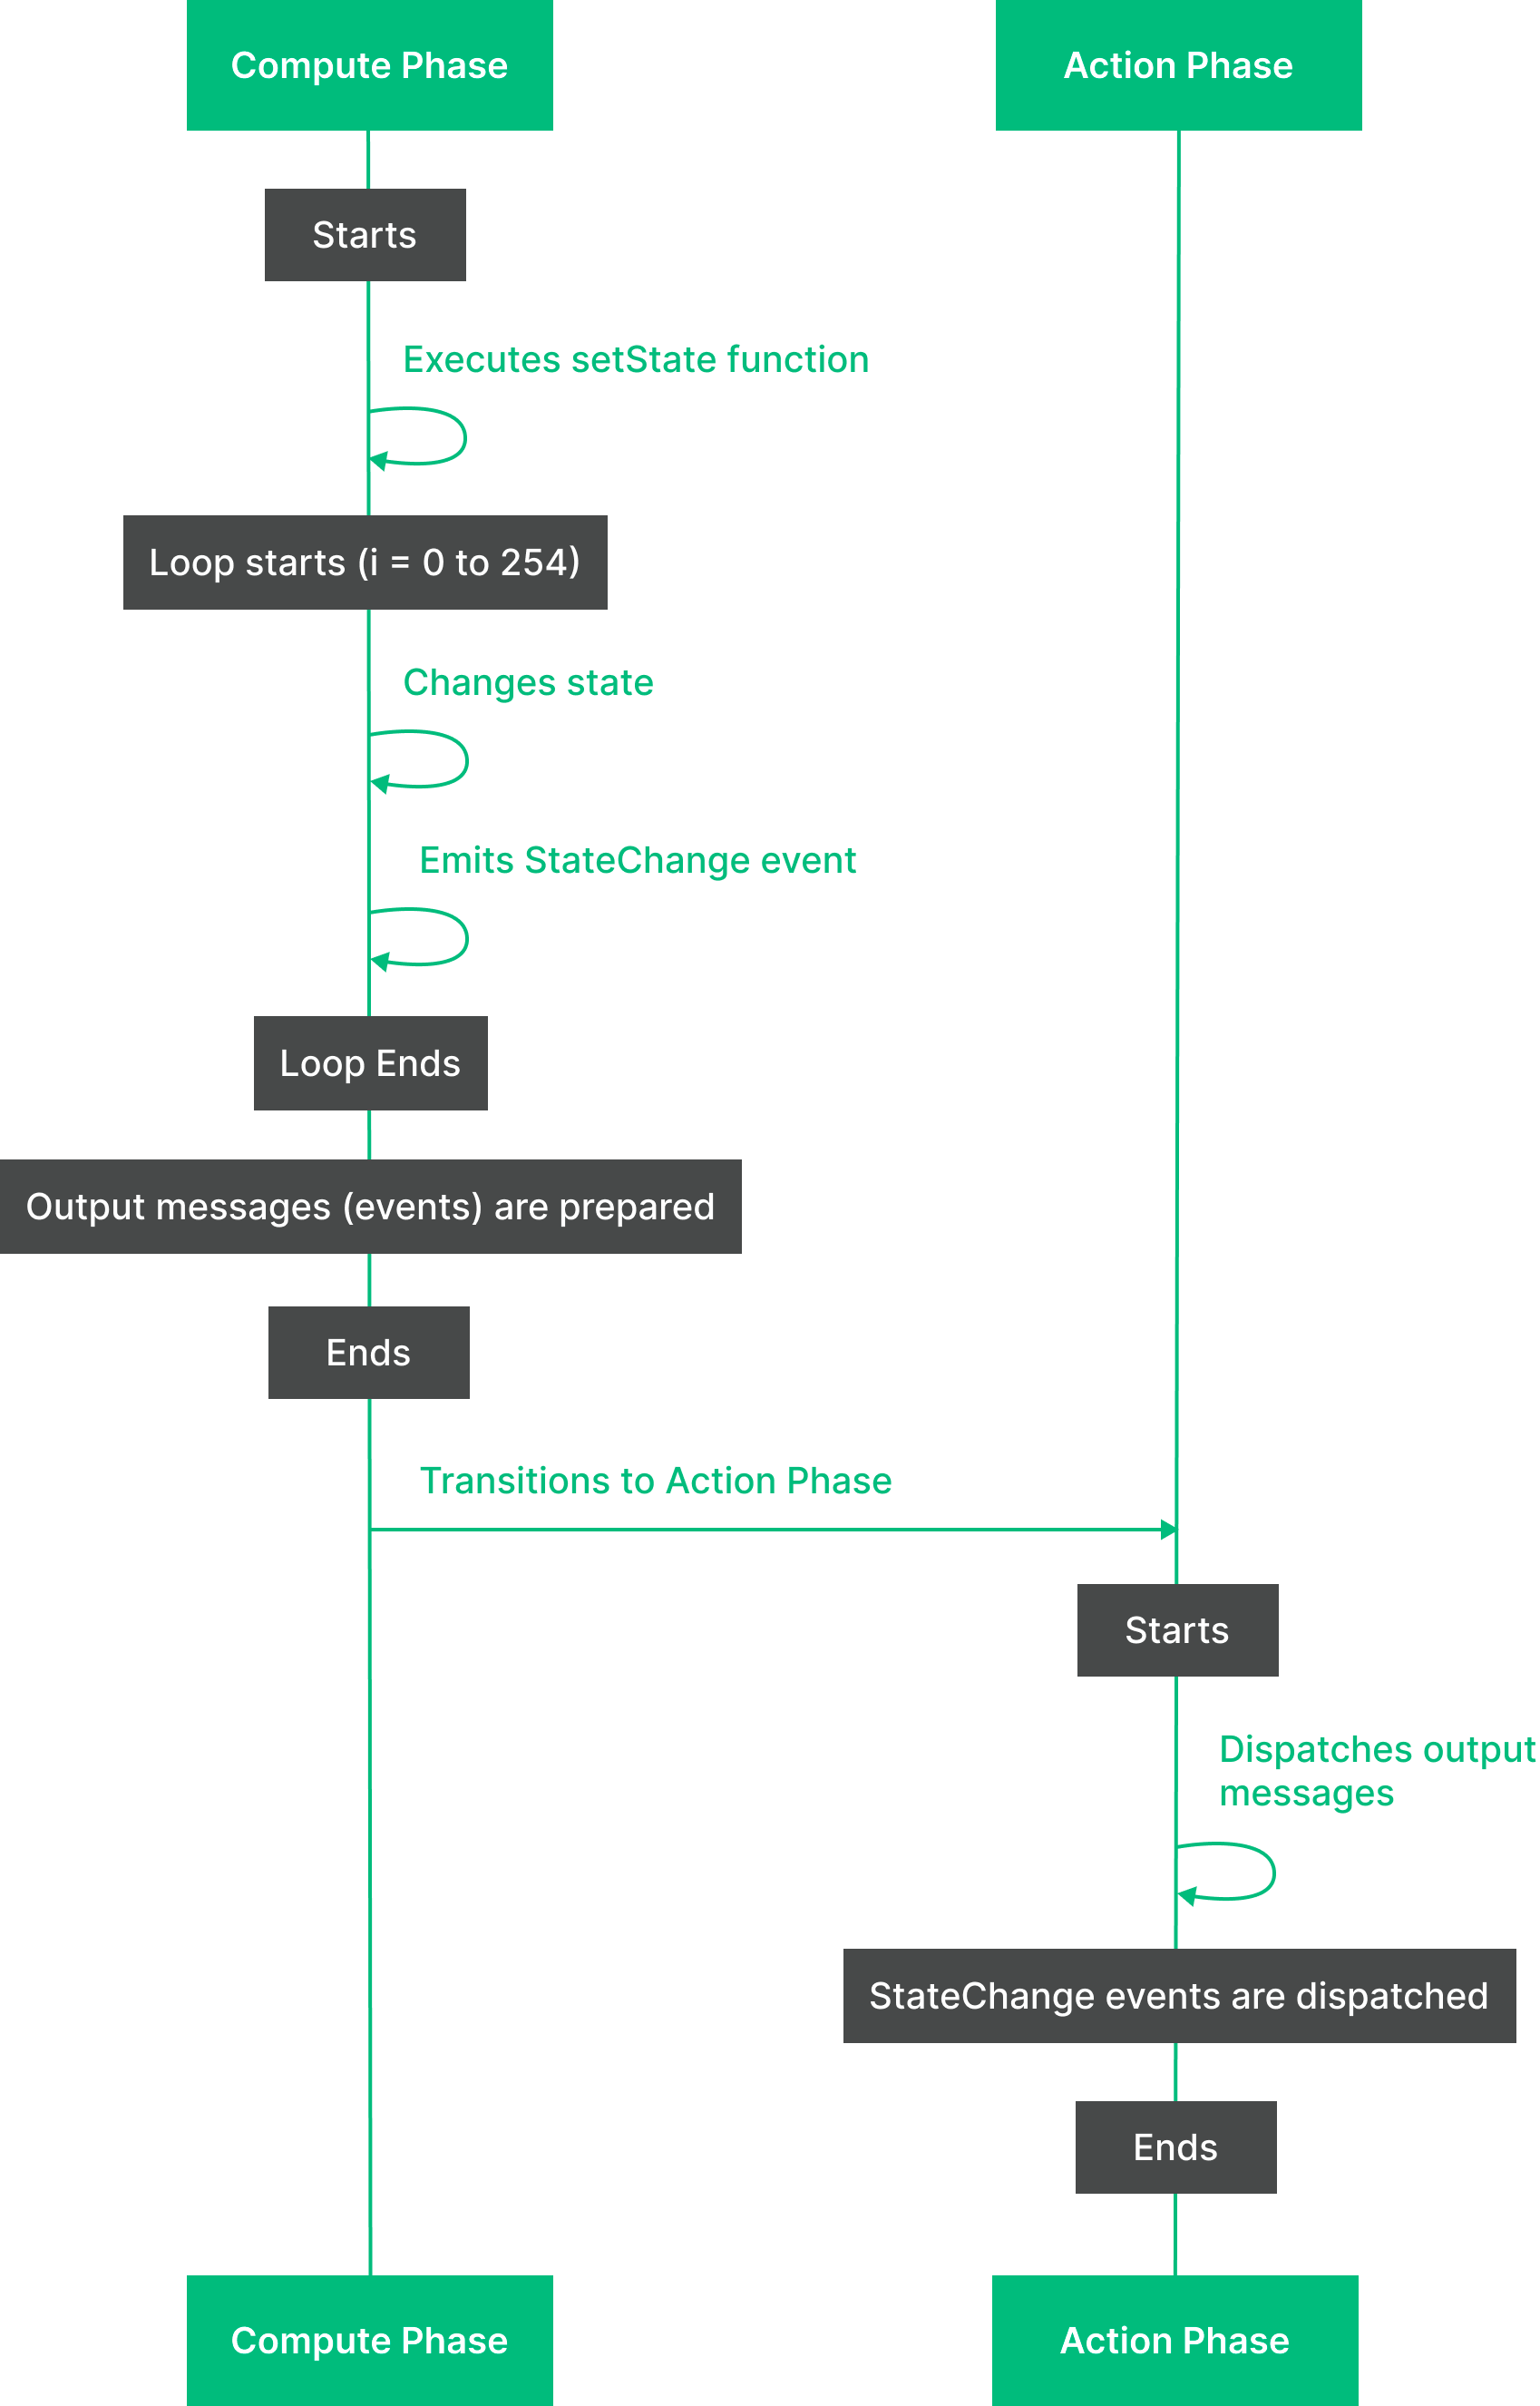 Compute Phase
Action Phase
Starts
Executes setState function
Loop starts (i = 0 to 254)
Changes state
Emits StateChange event
Loop Ends
Output messages (events) are prepared
Ends
Transitions to Action Phase
Starts
Dispatches output
messages
StateChange events are dispatched
Ends
Compute Phase
Action Phase